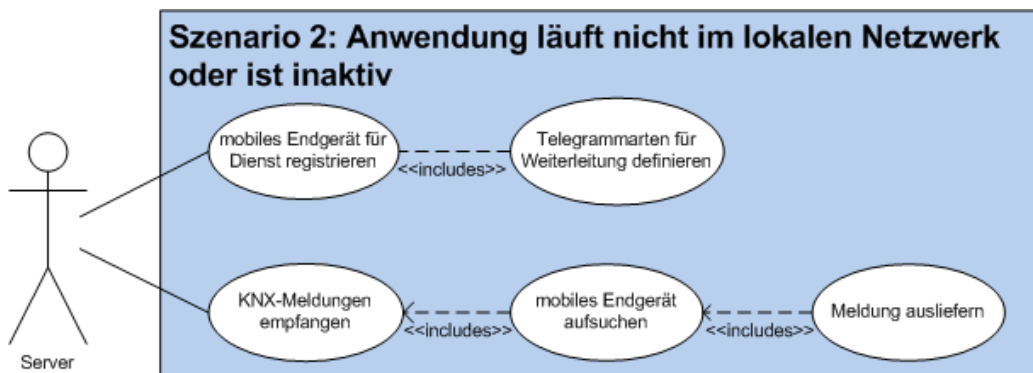 Szenario 2: Anwendung läuft nicht im lokalen Netzwerk
oder ist inaktiv
mobiles Endgerät für
Dienst registrieren
<<includes>>
Telegrammarten für
Weiterleitung definieren
KNX-Meldungen
empfangen
<<includes>>
mobiles Endgerät
aufsuchen
<<includes>>
Meldung ausliefern
Server